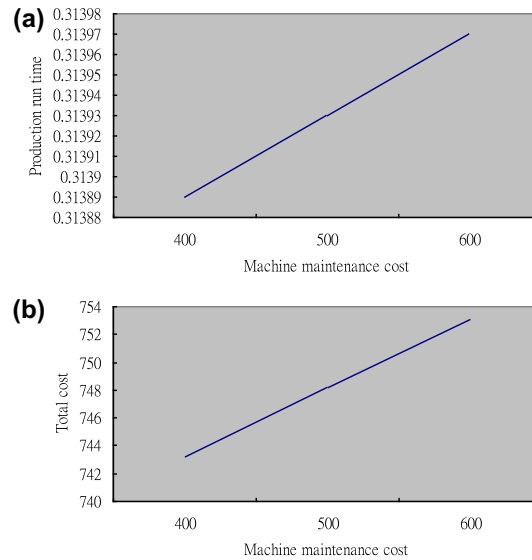 (a)
Production run time
0.31398
0.31397
0.31396
0.31395
0.31394
0.31393
0.31392
0.31391
0.3139
0.31389
0.31388
400 500 600
Machine maintenance cost
(b)
Total cost
754
752
750
748
746
744
742
740
400 500 600
Machine maintenance cost